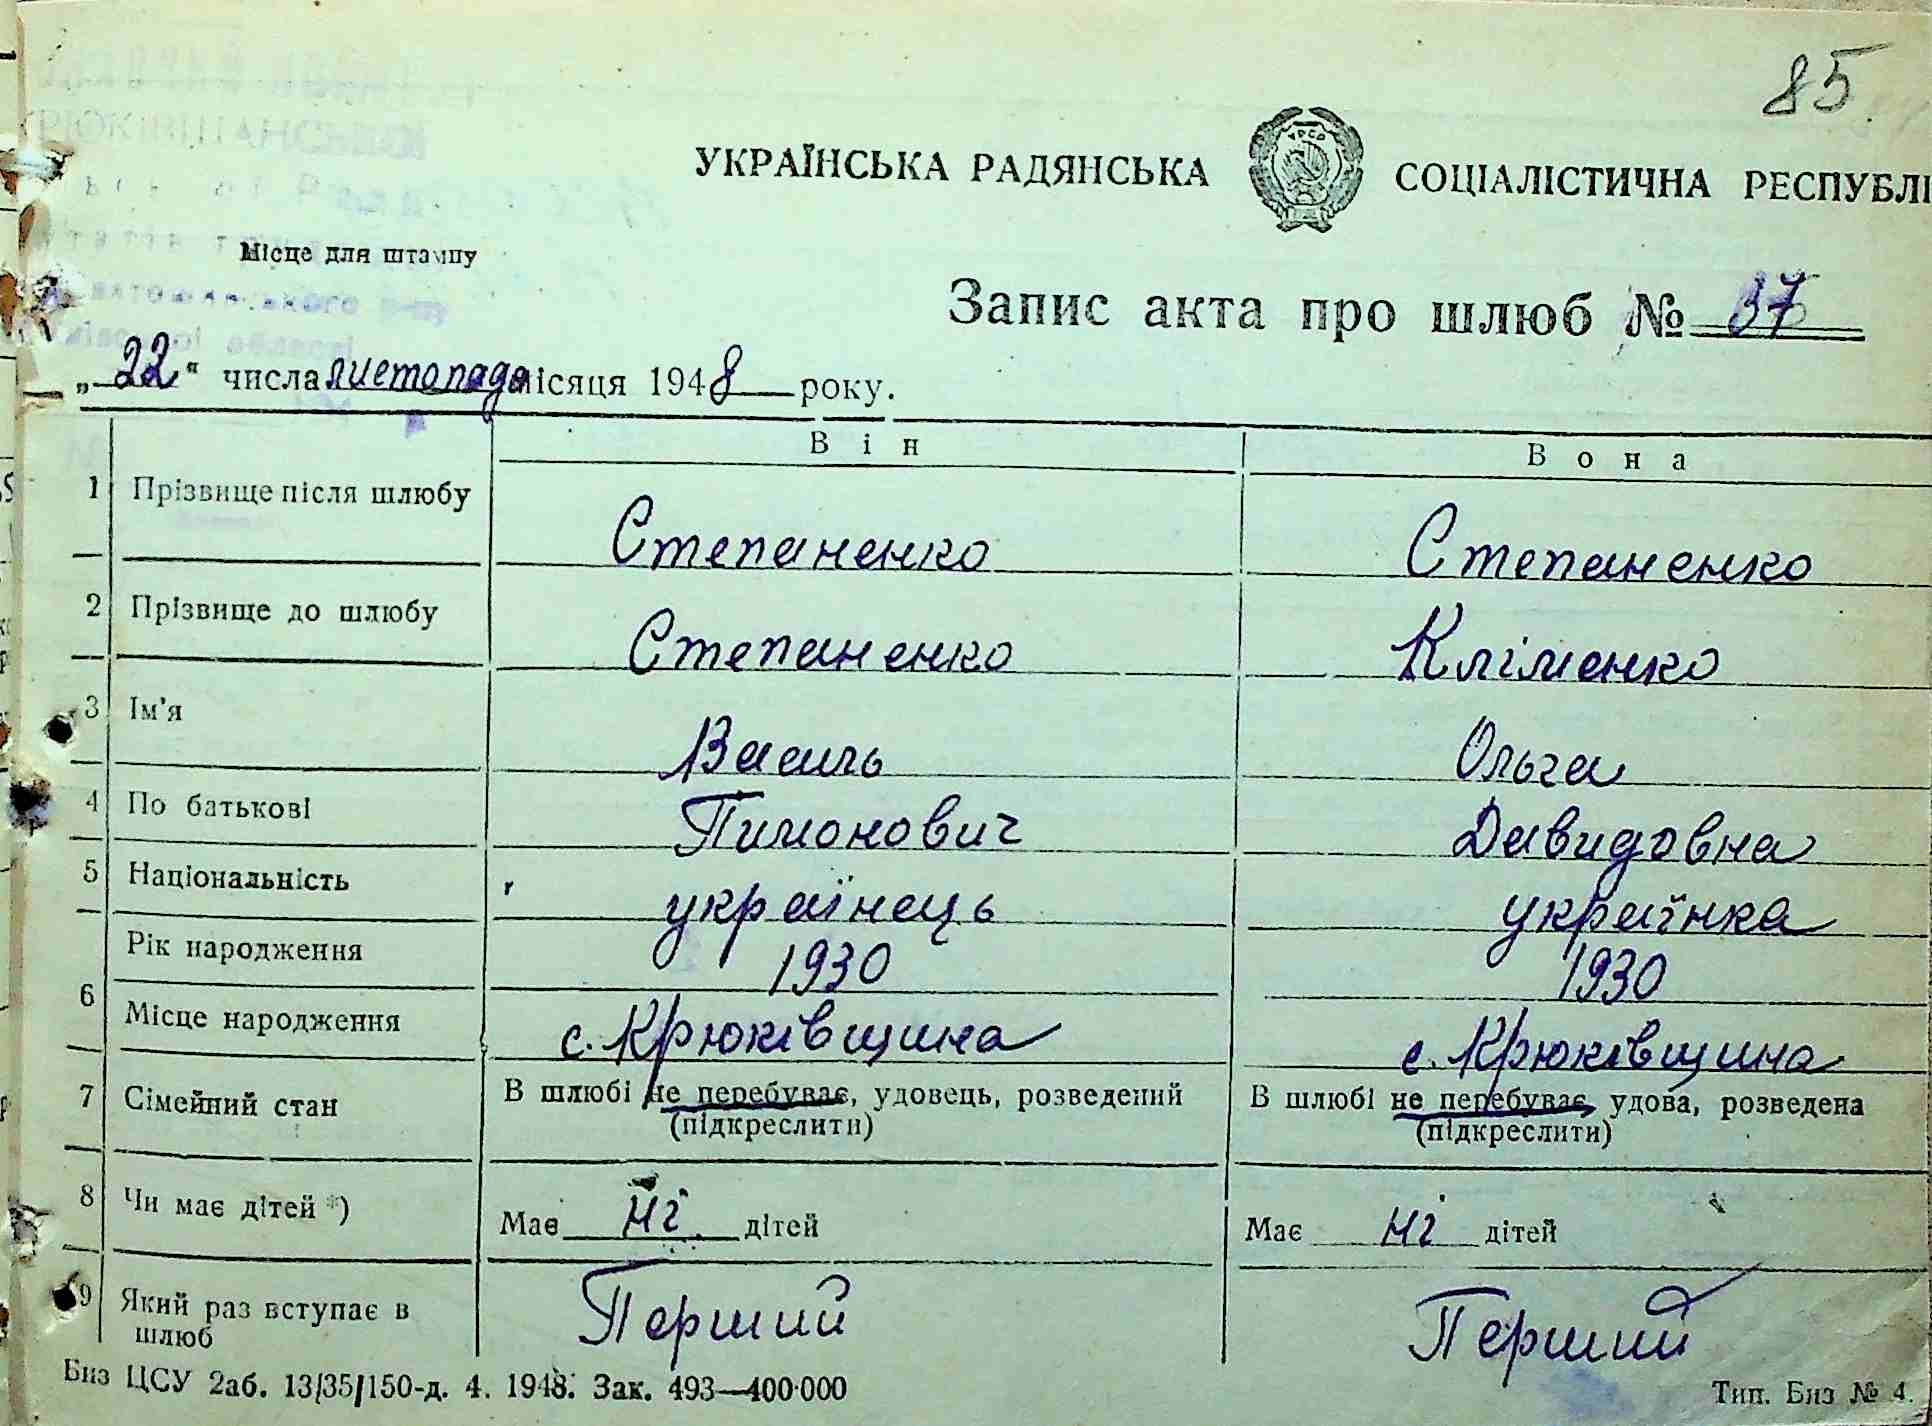 85
УКРАЇНСЬКА РАДЯНСЬКА СОЦІАЛІСТИЧНА РЕСПУБЛІ
УРСР
КРЮКІВЩАНСЬКОЇ
Місце для штампу
Запис акта про шлюб № 37
„22“ числа листопада місяця 1948 року.
Він Вона
1 Прізвище після шлюбу Степаненко Степаненко
2 Прізвище до шлюбу Степаненко Кліменко
3 Ім'я Василь Ольга
4 По батькові Пимонович Давидовна
5 Національність українець українка
6 Рік народження 1930 1930
Місце народження с. Крюківщина с. Крюківщина
7 Сімейний стан В шлюбі не перебуває, удовець, розведений В шлюбі не перебуває, удова, розведена
(підкреслити) (підкреслити)
8 Чи має дітей *) Має ні дітей Має ні дітей
9 Який раз вступає в шлюб Перший Перший
Биз ЦСУ 2аб. 13/35/150-д. 4. 1948. Зак. 493—400·000 Тип. Биз № 4.